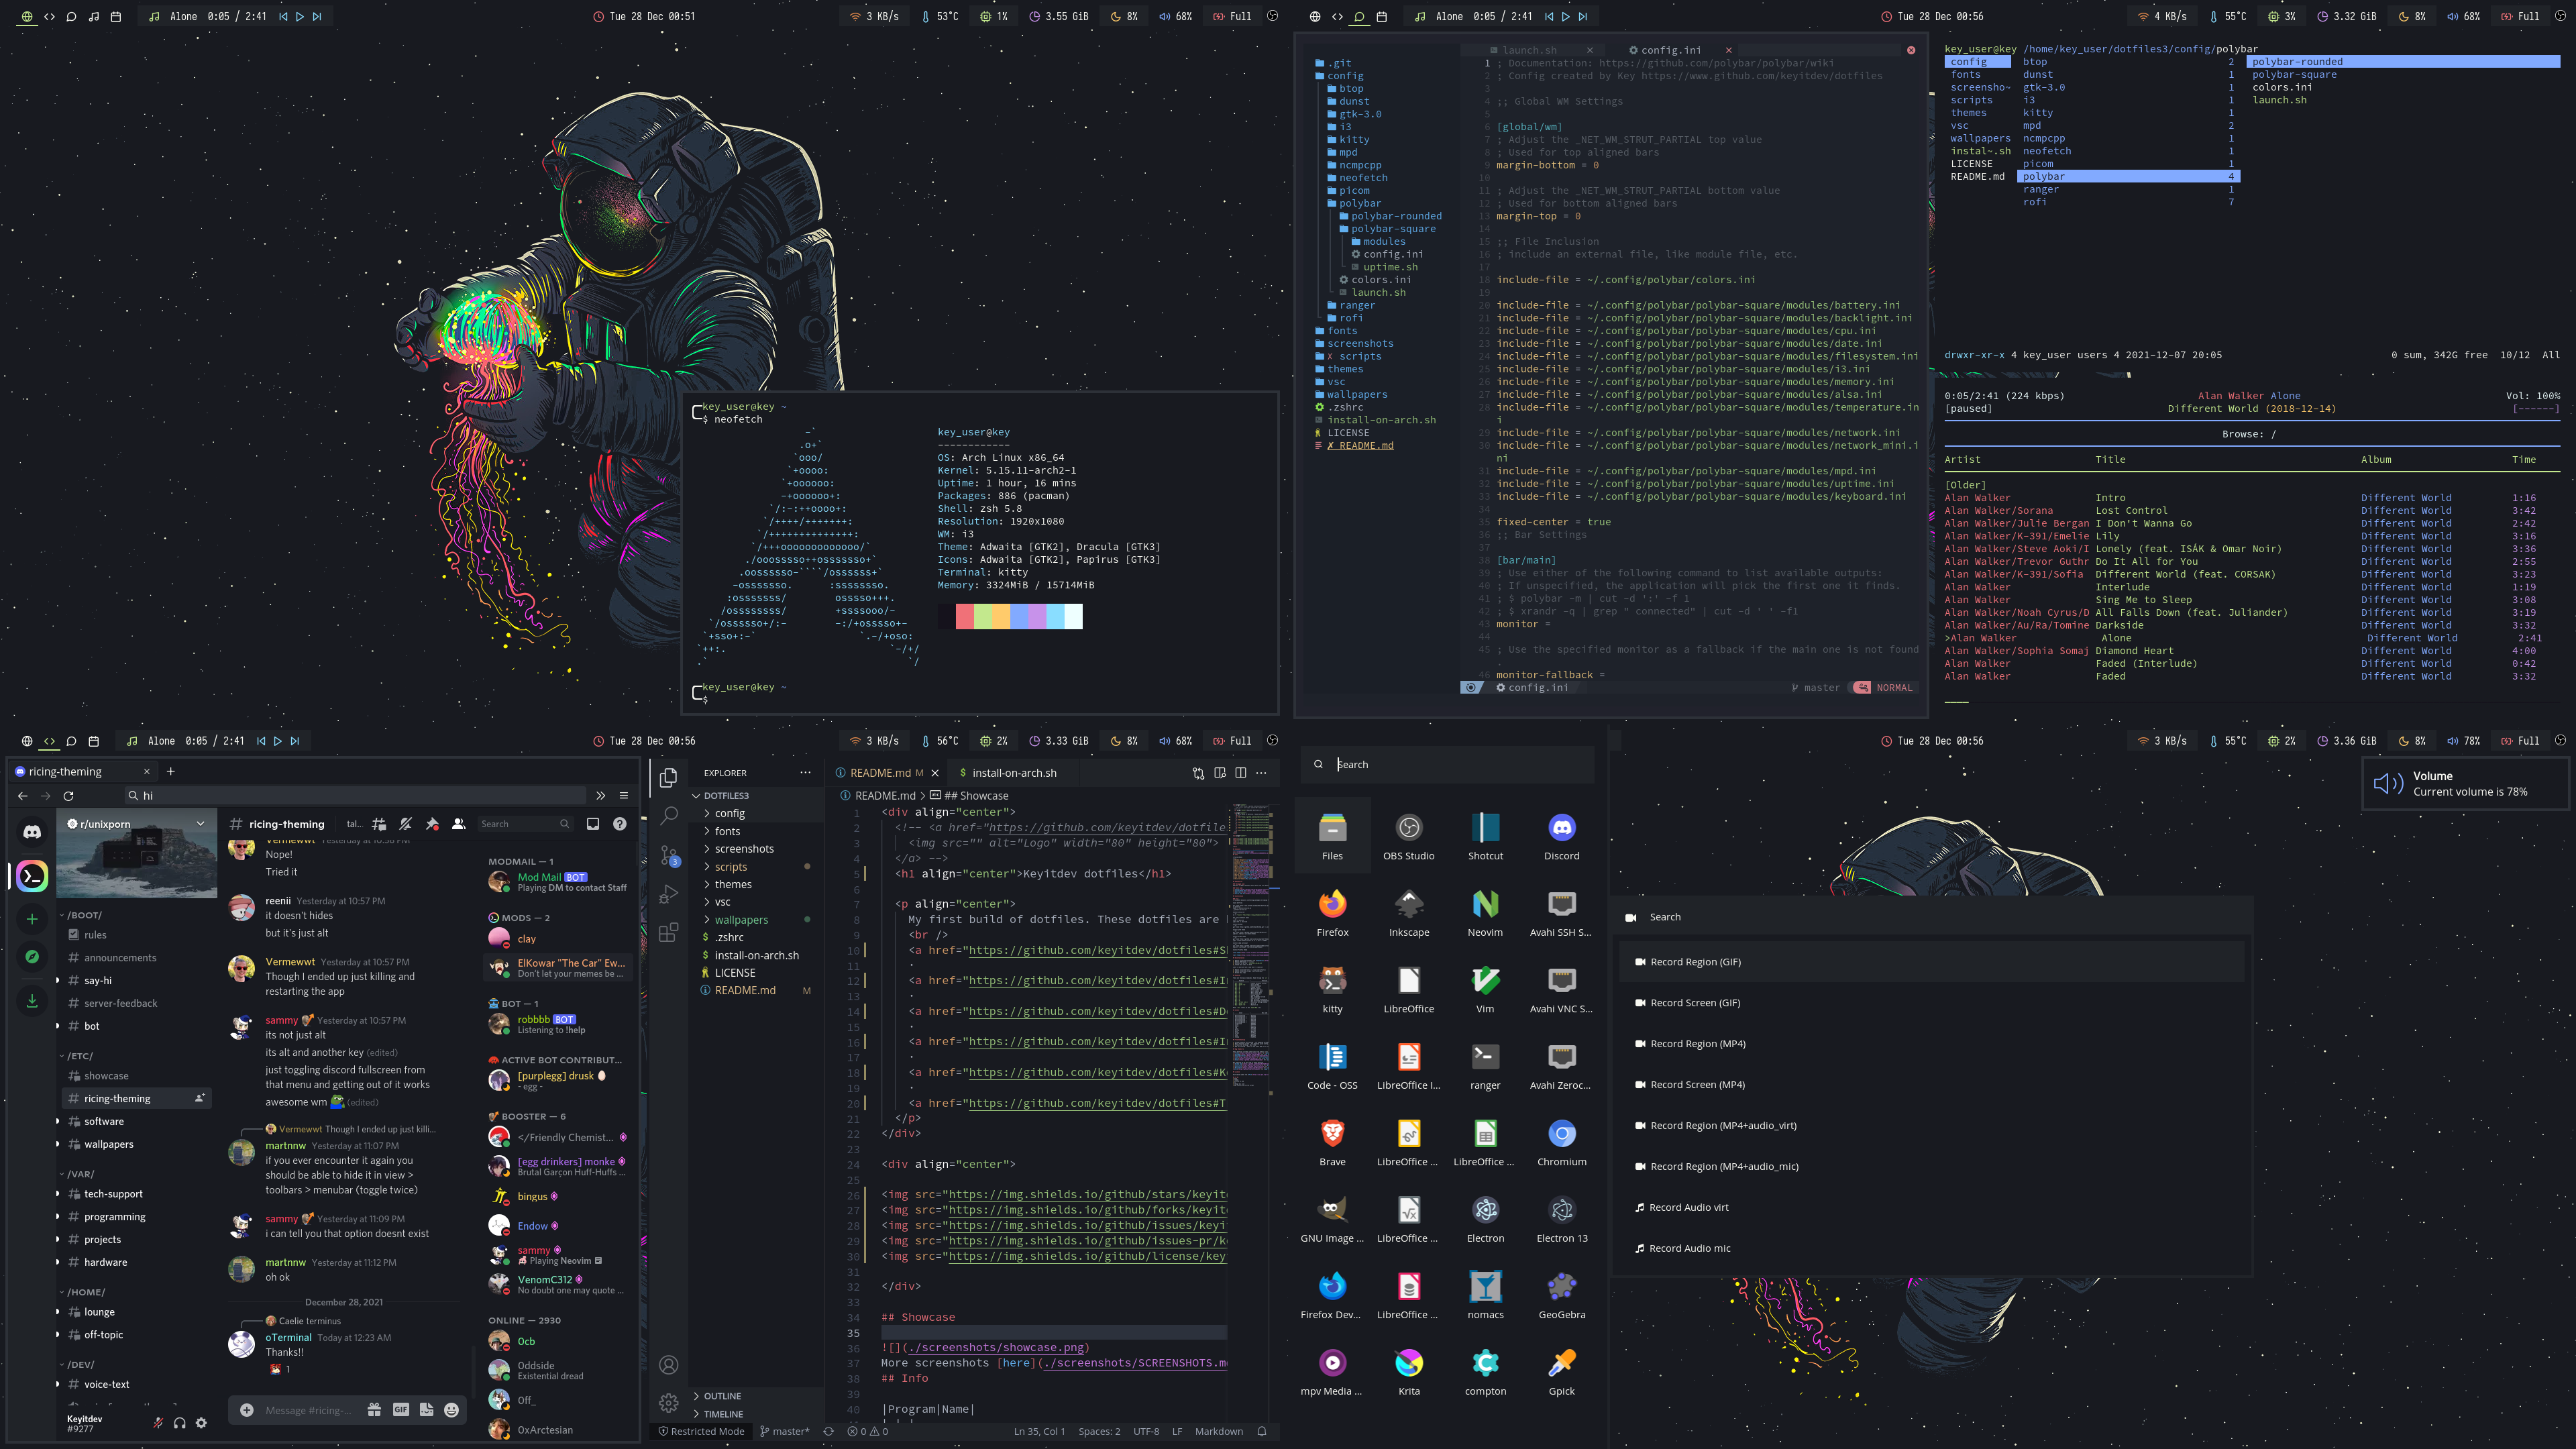 Alone 0:05 / 2:41
Tue 28 Dec 00:51
3 KB/s 53°C 1% 3.55 GiB 8% 68% Full
key_user@key ~
$ neofetch
key_user@key
------------
OS: Arch Linux x86_64
Kernel: 5.15.11-arch2-1
Uptime: 1 hour, 16 mins
Packages: 886 (pacman)
Shell: zsh 5.8
Resolution: 1920x1080
WM: i3
Theme: Adwaita [GTK2], Dracula [GTK3]
Icons: Adwaita [GTK2], Papirus [GTK3]
Terminal: kitty
Memory: 3324MiB / 15714MiB
key_user@key ~
$
Alone 0:05 / 2:41
Tue 28 Dec 00:56
4 KB/s 55°C 3% 3.32 GiB 8% 68% Full
launch.sh
config.ini
.git
config
btop
dunst
gtk-3.0
i3
kitty
mpd
ncmpcpp
neofetch
picom
polybar
polybar-rounded
polybar-square
modules
config.ini
uptime.sh
colors.ini
launch.sh
ranger
rofi
fonts
screenshots
✗ scripts
themes
vsc
wallpapers
.zshrc
install-on-arch.sh
LICENSE
✗ README.md
1 ; Documentation: https://github.com/polybar/polybar/wiki
2 ; Config created by Key https://www.github.com/keyitdev/dotfiles
3
4 ;; Global WM Settings
5
6 [global/wm]
7 ; Adjust the _NET_WM_STRUT_PARTIAL top value
8 ; Used for top aligned bars
9 margin-bottom = 0
10
11 ; Adjust the _NET_WM_STRUT_PARTIAL bottom value
12 ; Used for bottom aligned bars
13 margin-top = 0
14
15 ;; File Inclusion
16 ; include an external file, like module file, etc.
17
18 include-file = ~/.config/polybar/colors.ini
19
20 include-file = ~/.config/polybar/polybar-square/modules/battery.ini
21 include-file = ~/.config/polybar/polybar-square/modules/backlight.ini
22 include-file = ~/.config/polybar/polybar-square/modules/cpu.ini
23 include-file = ~/.config/polybar/polybar-square/modules/date.ini
24 include-file = ~/.config/polybar/polybar-square/modules/filesystem.ini
25 include-file = ~/.config/polybar/polybar-square/modules/i3.ini
26 include-file = ~/.config/polybar/polybar-square/modules/memory.ini
27 include-file = ~/.config/polybar/polybar-square/modules/alsa.ini
28 include-file = ~/.config/polybar/polybar-square/modules/temperature.in
i
29 include-file = ~/.config/polybar/polybar-square/modules/network.ini
30 include-file = ~/.config/polybar/polybar-square/modules/network_mini.i
ni
31 include-file = ~/.config/polybar/polybar-square/modules/mpd.ini
32 include-file = ~/.config/polybar/polybar-square/modules/uptime.ini
33 include-file = ~/.config/polybar/polybar-square/modules/keyboard.ini
34
35 fixed-center = true
36 ;; Bar Settings
37
38 [bar/main]
39 ; Use either of the following command to list available outputs:
40 ; If unspecified, the application will pick the first one it finds.
41 ; $ polybar -m | cut -d ':' -f 1
42 ; $ xrandr -q | grep " connected" | cut -d ' ' -f1
43 monitor =
44
45 ; Use the specified monitor as a fallback if the main one is not found
.
46 monitor-fallback =
config.ini
master NORMAL
key_user@key /home/key_user/dotfiles3/config/polybar
config btop 2 polybar-rounded
fonts dunst 1 polybar-square
screensho~ gtk-3.0 1 colors.ini
scripts i3 1 launch.sh
themes kitty 1
vsc mpd 2
wallpapers ncmpcpp 1
instal~.sh neofetch 1
LICENSE picom 1
README.md polybar 4
ranger 1
rofi 7
drwxr-xr-x 4 key_user users 4 2021-12-07 20:05 0 sum, 342G free 10/12 All
0:05/2:41 (224 kbps) Alan Walker Alone Vol: 100%
[paused] Different World (2018-12-14) [------]
Browse: /
Artist Title Album Time
[Older]
Alan Walker Intro Different World 1:16
Alan Walker/Sorana Lost Control Different World 3:42
Alan Walker/Julie Bergan I Don't Wanna Go Different World 2:42
Alan Walker/K-391/Emelie Lily Different World 3:16
Alan Walker/Steve Aoki/I Lonely (feat. ISÁK & Omar Noir) Different World 3:36
Alan Walker/Trevor Guthr Do It All for You Different World 2:55
Alan Walker/K-391/Sofia Different World (feat. CORSAK) Different World 3:23
Alan Walker Interlude Different World 1:19
Alan Walker Sing Me to Sleep Different World 3:08
Alan Walker/Noah Cyrus/D All Falls Down (feat. Juliander) Different World 3:19
Alan Walker/Au/Ra/Tomine Darkside Different World 3:32
>Alan Walker Alone Different World 2:41
Alan Walker/Sophia Somaj Diamond Heart Different World 4:00
Alan Walker Faded (Interlude) Different World 0:42
Alan Walker Faded Different World 3:32
Alone 0:05 / 2:41
Tue 28 Dec 00:56
3 KB/s 56°C 2% 3.33 GiB 8% 68% Full
ricing-theming
hi
r/unixporn
/BOOT/
rules
announcements
say-hi
server-feedback
bot
/ETC/
showcase
ricing-theming
software
wallpapers
/VAR/
tech-support
programming
projects
hardware
/HOME/
lounge
off-topic
/DEV/
voice-text
Keyitdev
#9277
# ricing-theming tal... Search
Vermewwt Yesterday at 10:56 PM
Nope!
Tried it
reenii Yesterday at 10:57 PM
it doesn't hides
but it's just alt
Vermewwt Yesterday at 10:57 PM
Though I ended up just killing and
restarting the app
sammy Yesterday at 10:57 PM
its not just alt
its alt and another key (edited)
just toggling discord fullscreen from
that menu and getting out of it works
awesome wm (edited)
Vermewwt Though I ended up just killi...
martnnw Yesterday at 11:07 PM
if you ever encounter it again you
should be able to hide it in view >
toolbars > menubar (toggle twice)
sammy Yesterday at 11:09 PM
i can tell you that option doesnt exist
martnnw Yesterday at 11:12 PM
oh ok
December 28, 2021
Caelie terminus
oTerminal Today at 12:23 AM
Thanks!!
1
Message #ricing-...
GIF
MODMAIL — 1
Mod Mail BOT
Playing DM to contact Staff
MODS — 2
clay
ElKowar "The Car" Ew...
Don't let your memes be ...
BOT — 1
robbbb BOT
Listening to !help
ACTIVE BOT CONTRIBUT...
[purplegg] drusk
- egg -
BOOSTER — 6
</Friendly Chemist...
[egg drinkers] monke
Brutal Garçon Huff-Huffs ...
bingus
Endow
sammy
Playing Neovim
VenomC312
No doubt one may quote ...
ONLINE — 2930
0cb
0ddside
Existential dread
0ff_
0xArctesian
3
EXPLORER
DOTFILES3
config
fonts
screenshots
scripts
themes
vsc
wallpapers
.zshrc
install-on-arch.sh
LICENSE
README.md M
OUTLINE
TIMELINE
README.md M
install-on-arch.sh
README.md > ## Showcase
1 <div align="center">
2 <!-- <a href="https://github.com/keyitdev/dotfile
3 <img src="" alt="Logo" width="80" height="80">
4 </a> -->
5 <h1 align="center">Keyitdev dotfiles</h1>
6
7 <p align="center">
8 My first build of dotfiles. These dotfiles are
9 <br />
10 <a href="https://github.com/keyitdev/dotfiles#S
11 ·
12 <a href="https://github.com/keyitdev/dotfiles#I
13 ·
14 <a href="https://github.com/keyitdev/dotfiles#D
15 ·
16 <a href="https://github.com/keyitdev/dotfiles#I
17 ·
18 <a href="https://github.com/keyitdev/dotfiles#K
19 ·
20 <a href="https://github.com/keyitdev/dotfiles#T
21 </p>
22 </div>
23
24 <div align="center">
25
26 <img src="https://img.shields.io/github/stars/keyit
27 <img src="https://img.shields.io/github/forks/keyit
28 <img src="https://img.shields.io/github/issues/keyi
29 <img src="https://img.shields.io/github/issues-pr/k
30 <img src="https://img.shields.io/github/license/key
31
32 </div>
33
34 ## Showcase
35
36 ![](./screenshots/showcase.png)
37 More screenshots [here](./screenshots/SCREENSHOTS.m
38 ## Info
39
40 |Program|Name|
Restricted Mode master* 0 0 Ln 35, Col 1 Spaces: 2 UTF-8 LF Markdown
Tue 28 Dec 00:56
3 KB/s 55°C 2% 3.36 GiB 8% 78% Full
Search
Files OBS Studio Shotcut Discord
Firefox Inkscape Neovim Avahi SSH S...
kitty LibreOffice Vim Avahi VNC S...
Code - OSS LibreOffice I... ranger Avahi Zeroc...
Brave LibreOffice ... LibreOffice ... Chromium
GNU Image ... LibreOffice ... Electron Electron 13
Firefox Dev... LibreOffice ... nomacs GeoGebra
mpv Media ... Krita compton Gpick
Volume
Current volume is 78%
Search
Record Region (GIF)
Record Screen (GIF)
Record Region (MP4)
Record Screen (MP4)
Record Region (MP4+audio_virt)
Record Region (MP4+audio_mic)
Record Audio virt
Record Audio mic